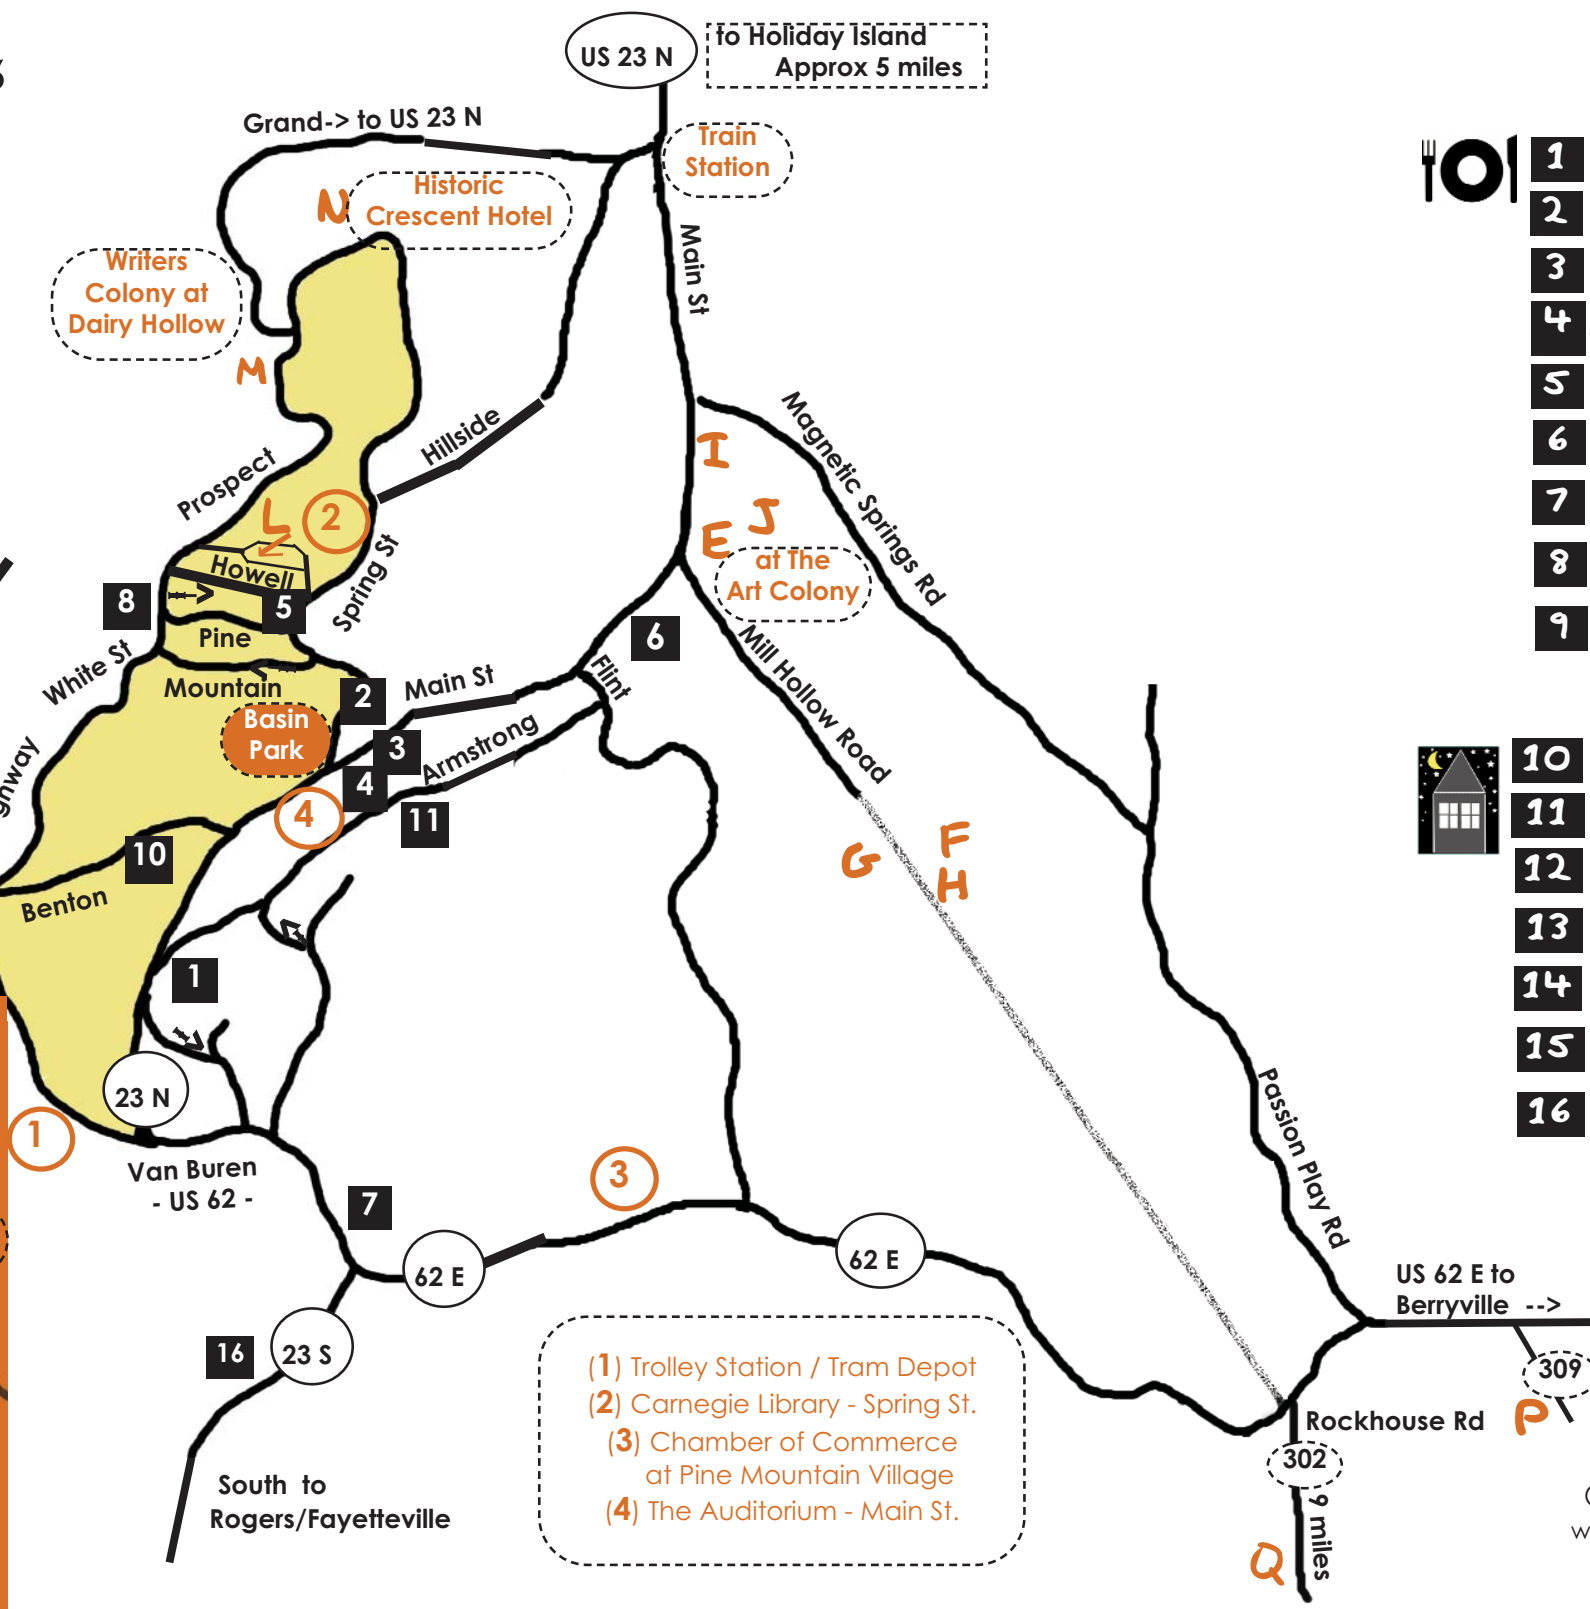 US 23 N
to Holiday Island
Approx 5 miles
Grand-> to US 23 N
Train
Station
N
Historic
Crescent Hotel
Writers
Colony at
Dairy Hollow
M
Main St
Magnetic Springs Rd
Hillside
Prospect
I
J
E
at The
Art Colony
L
2
Howell
Spring St
8
5
Pine
White St
Mountain
6
Flint
Mill Hollow Road
2
Main St
Basin
Park
3
4
Armstrong
4
11
10
Benton
G
F
H
1
23 N
1
Van Buren
- US 62 -
7
3
62 E
62 E
Passion Play Rd
16
23 S
US 62 E to
Berryville -->
309
P
Rockhouse Rd
302
9 miles
Q
South to
Rogers/Fayetteville
(1) Trolley Station / Tram Depot
(2) Carnegie Library - Spring St.
(3) Chamber of Commerce
at Pine Mountain Village
(4) The Auditorium - Main St.
1
2
3
4
5
6
7
8
9
10
11
12
13
14
15
16